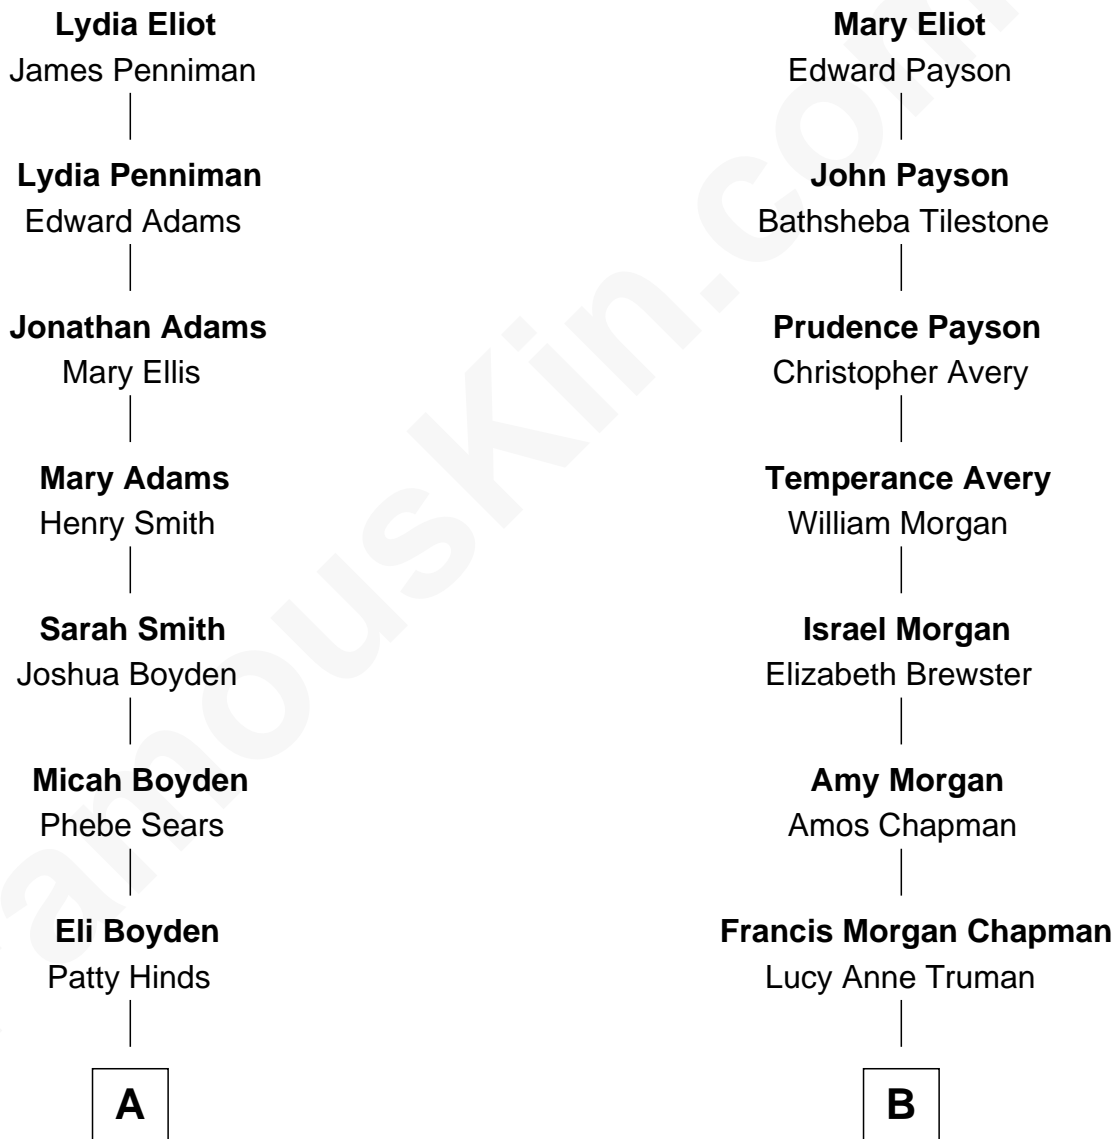 Lydia Eliot
James Penniman
Lydia Penniman
Edward Adams
Jonathan Adams
Mary Ellis
Mary Adams
Henry Smith
Sarah Smith
Joshua Boyden
Micah Boyden
Phebe Sears
Eli Boyden
Patty Hinds
A
Mary Eliot
Edward Payson
John Payson
Bathsheba Tilestone
Prudence Payson
Christopher Avery
Temperance Avery
William Morgan
Israel Morgan
Elizabeth Brewster
Amy Morgan
Amos Chapman
Francis Morgan Chapman
Lucy Anne Truman
B
amouskin.com